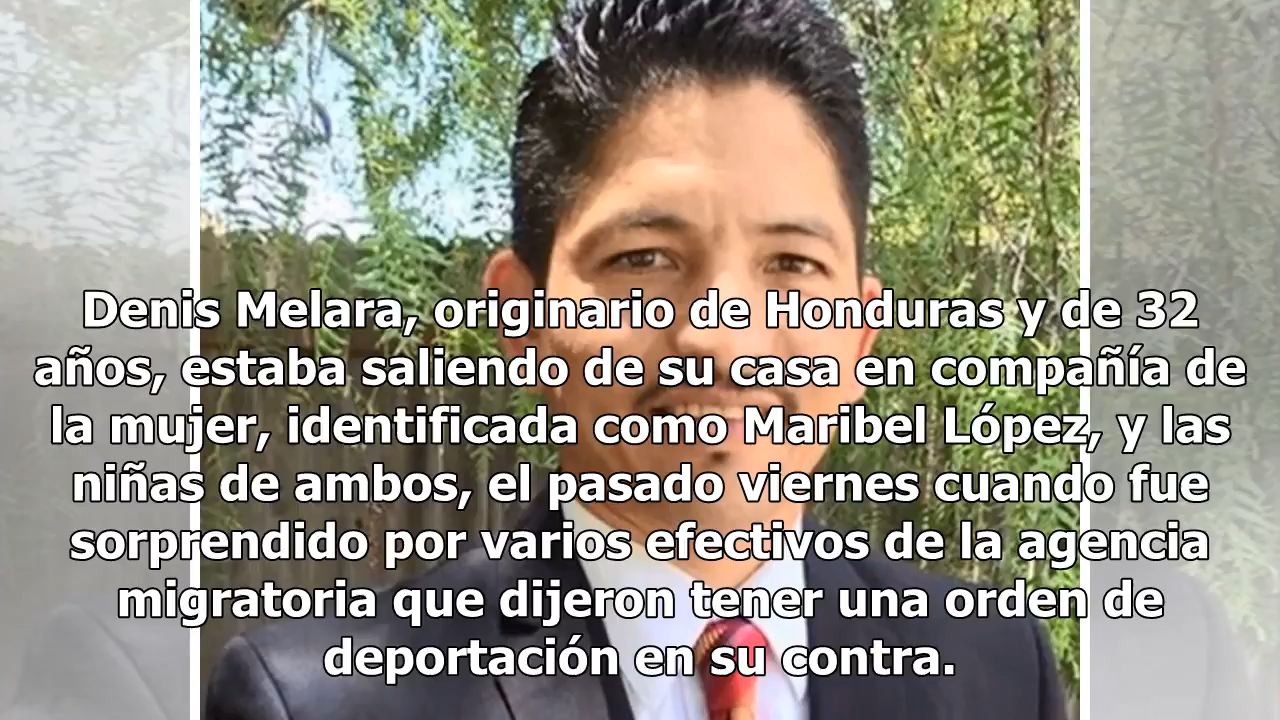 Denis Melara, originario de Honduras y de 32
años, estaba saliendo de su casa en compañía de
la mujer, identificada como Maribel López, y las
niñas de ambos, el pasado viernes cuando fue
sorprendido por varios efectivos de la agencia
migratoria que dijeron tener una orden de
deportación en su contra.